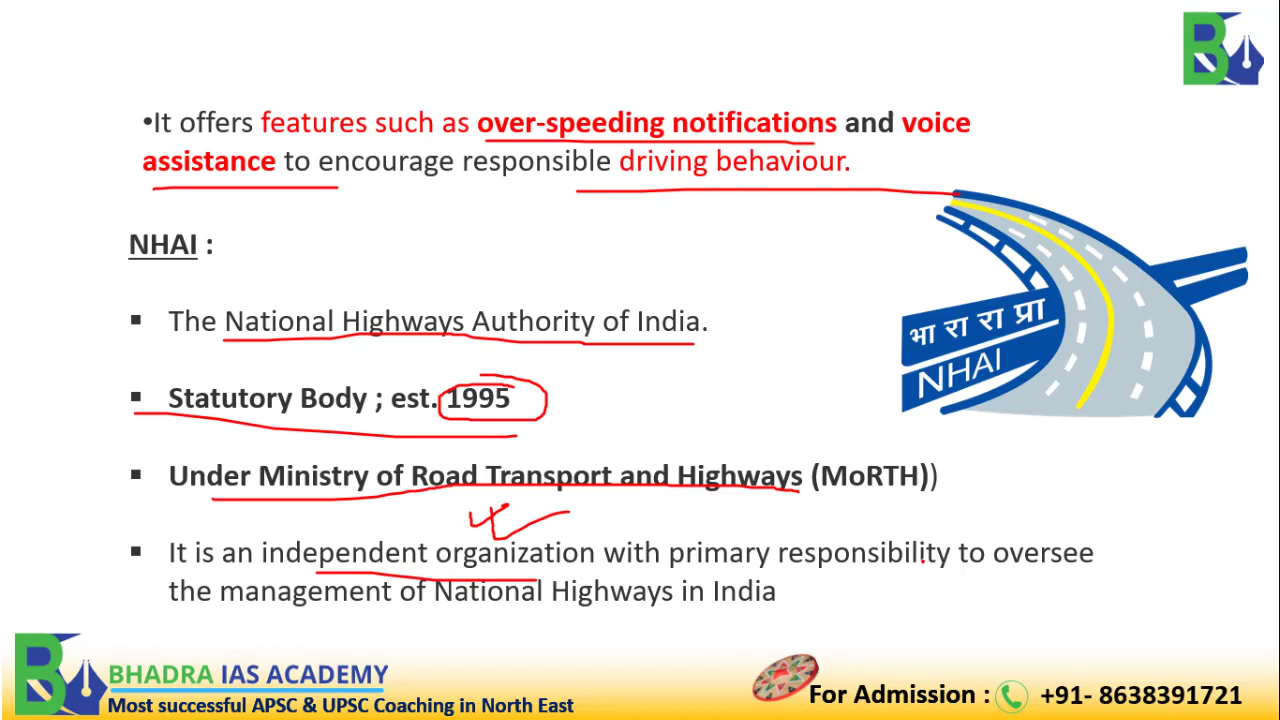 •It offers features such as over-speeding notifications and voice
assistance to encourage responsible driving behaviour.
NHAI :
▪ The National Highways Authority of India.
▪ Statutory Body ; est. 1995
▪ Under Ministry of Road Transport and Highways (MoRTH))
▪ It is an independent organization with primary responsibility to oversee
the management of National Highways in India
भा रा रा प्रा
NHAI
BHADRA IAS ACADEMY
Most successful APSC & UPSC Coaching in North East
For Admission : +91- 8638391721